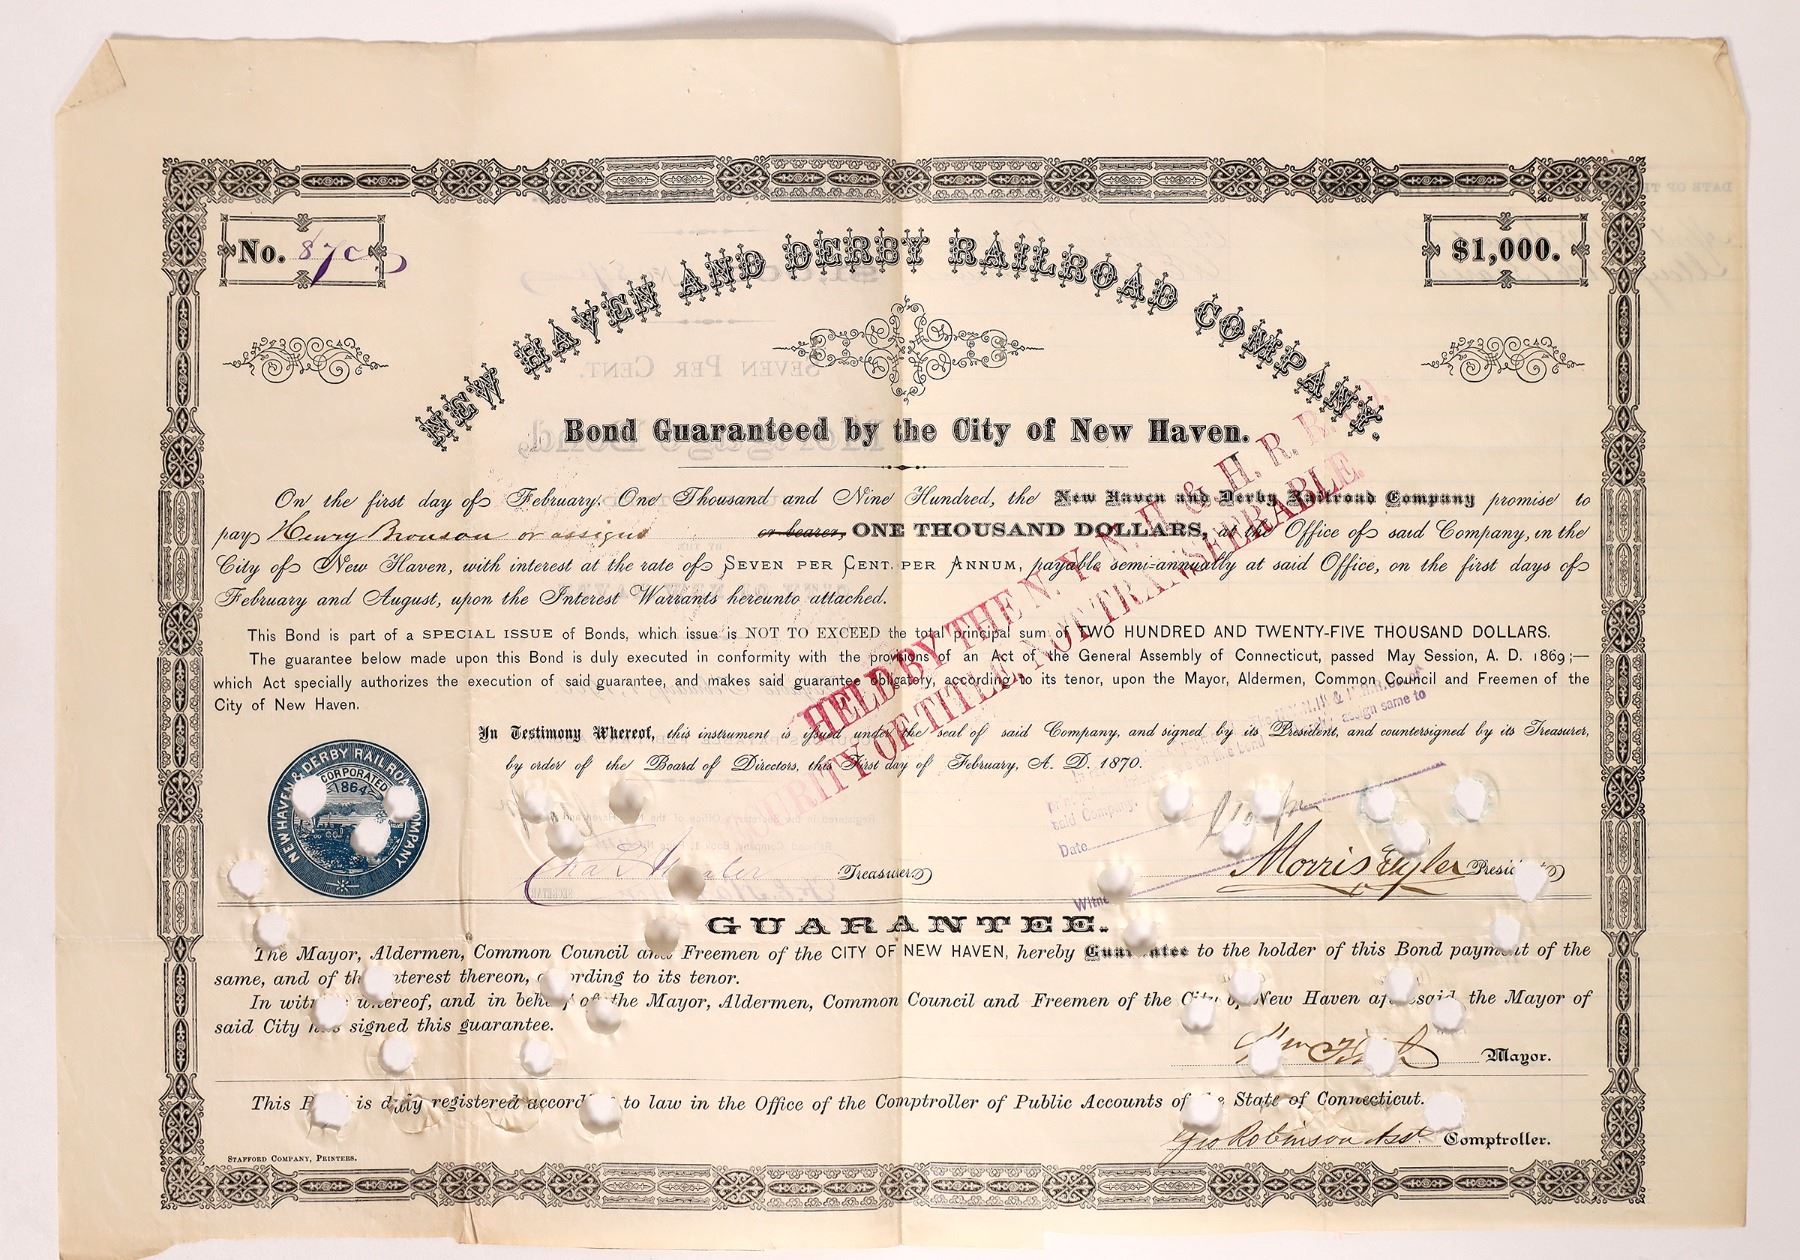 No. 870
$1,000.
NEW HAVEN AND DERBY RAILROAD COMPANY.
Bond Guaranteed by the City of New Haven.
On the first day of February, One Thousand and Nine Hundred, the New Haven and Derby Railroad Company promise to
pay Henry Bronson or assigns or bearer, ONE THOUSAND DOLLARS, at the Office of said Company, in the
City of New Haven, with interest at the rate of SEVEN PER CENT. PER ANNUM, payable semi-annually at said Office, on the first days of
February and August, upon the Interest Warrants hereunto attached.
This Bond is part of a SPECIAL ISSUE of Bonds, which issue is NOT TO EXCEED the total principal sum of TWO HUNDRED AND TWENTY-FIVE THOUSAND DOLLARS.
The guarantee below made upon this Bond is duly executed in conformity with the provisions of an Act of the General Assembly of Connecticut, passed May Session, A. D. 1869;—
which Act specially authorizes the execution of said guarantee, and makes said guarantee obligatory, according to its tenor, upon the Mayor, Aldermen, Common Council and Freemen of the
City of New Haven.
HELD BY THE N. Y. N. H. & H. R. R. CO.
CURITY OF TITLE, NOT TRANSFERABLE
In Testimony Whereof, this instrument is issued under the seal of said Company, and signed by its President, and countersigned by its Treasurer,
by order of the Board of Directors, this First day of February, A. D. 1870.
assign same to
said Company.
Date
NEW HAVEN & DERBY RAILROAD COMPANY
CORPORATED
1864
Treasurer
Morris Tyler President
Witne
GUARANTEE.
The Mayor, Aldermen, Common Council and Freemen of the CITY OF NEW HAVEN, hereby Guarantee to the holder of this Bond payment of the
same, and of the interest thereon, according to its tenor.
In witness whereof, and in behalf of the Mayor, Aldermen, Common Council and Freemen of the City of New Haven aforesaid, the Mayor of
said City has signed this guarantee.
Mayor.
This Bond is duly registered according to law in the Office of the Comptroller of Public Accounts of the State of Connecticut.
Geo Robinson Asst. Comptroller.
STAFFORD COMPANY, PRINTERS.